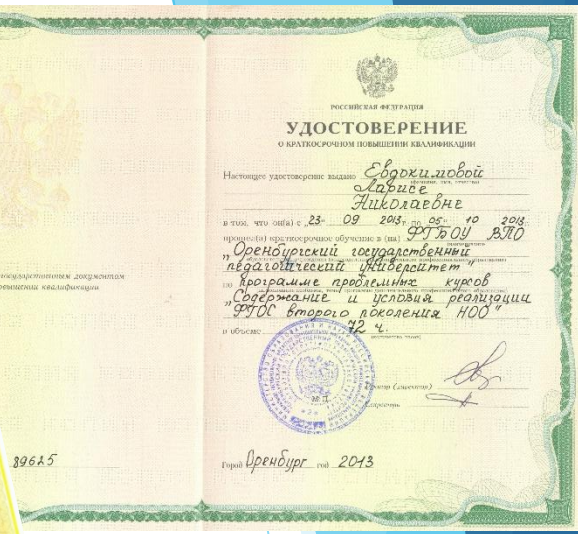 государственным документом
повышении квалификации
89625
РОССИЙСКАЯ ФЕДЕРАЦИЯ
УДОСТОВЕРЕНИЕ
О КРАТКОСРОЧНОМ ПОВЫШЕНИИ КВАЛИФИКАЦИИ
Настоящее удостоверение выдано Евдокимовой
Ларисе
Николаевне
в том, что он(а) с „23" 09 2013г. по „05" 10 2013г.
прошел(а) краткосрочное обучение в (на) ФГБОУ ВПО
„Оренбургский государственный
педагогический университет"
по программе проблемных курсов
„Содержание и условия реализации
ФГОС второго поколения НОО"
в объеме 72 ч.
М.П.
Ректор (директор)
Секретарь
Город Оренбург год 2013